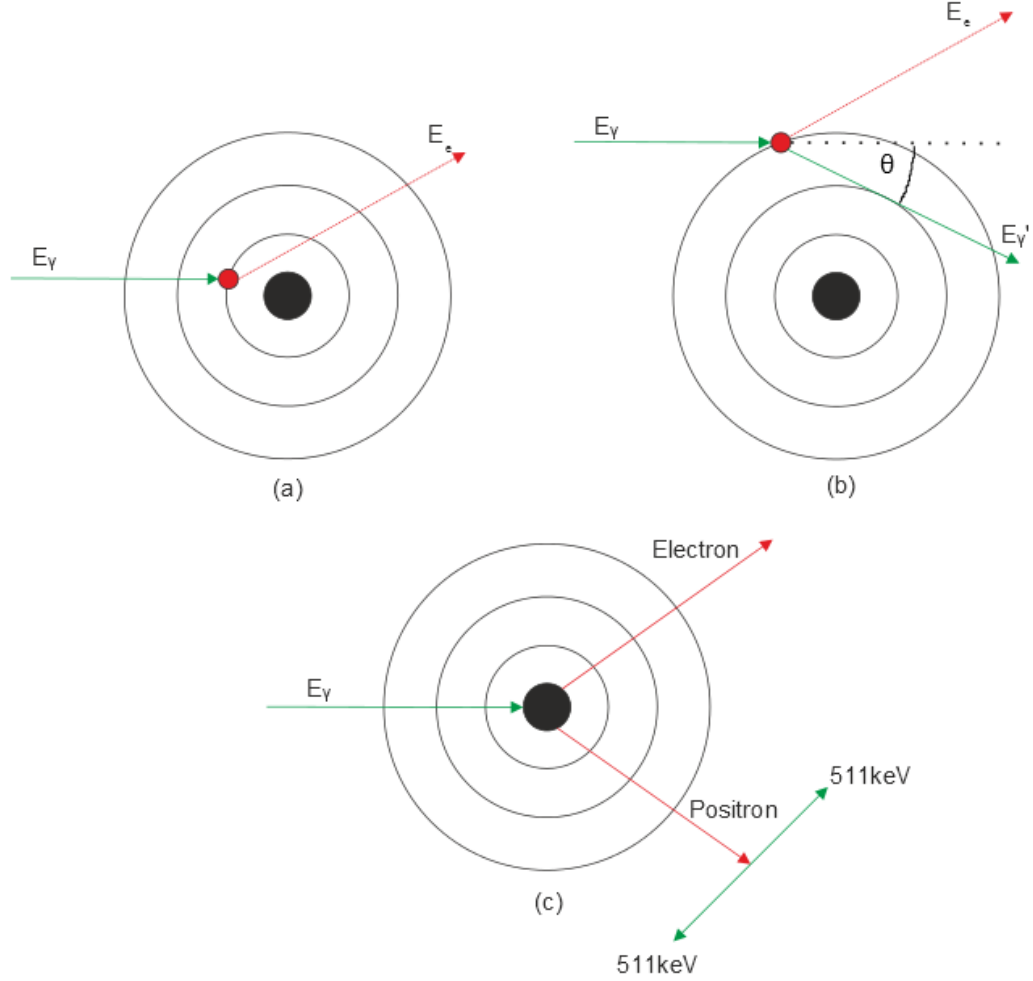 Eₑ
Eγ
(a)
Eₑ
Eγ
θ
Eγ'
(b)
Electron
Eγ
Positron
511keV
511keV
(c)